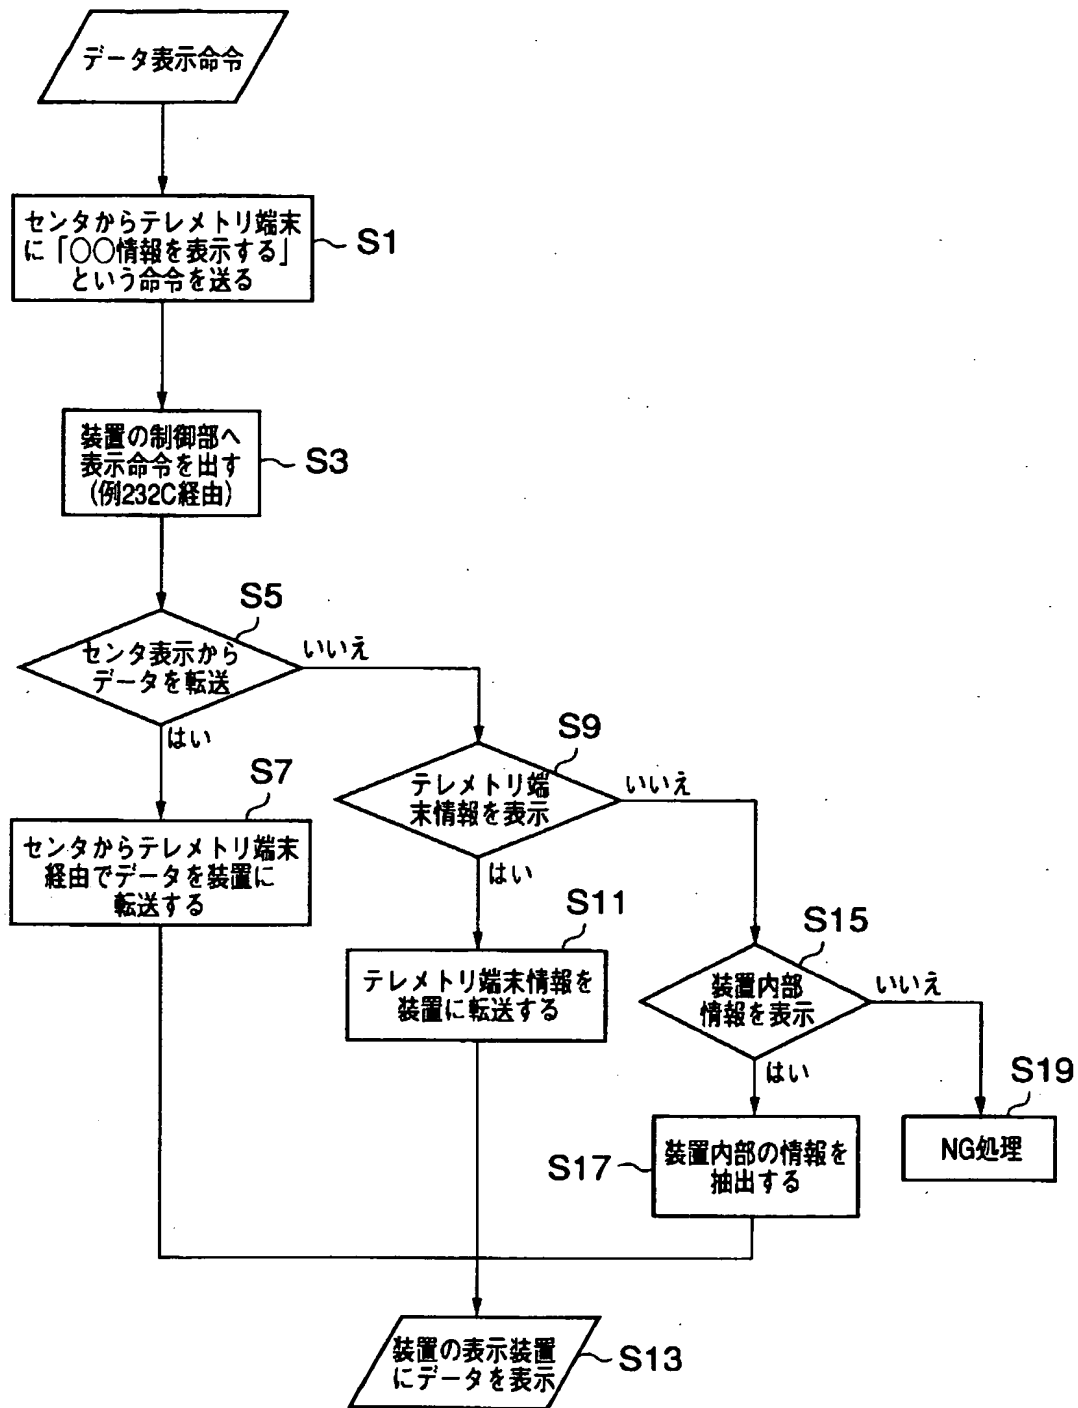 データ表示命令
センタからテレメトリ端末
に「〇〇情報を表示する」
という命令を送る
S1
装置の制御部へ
表示命令を出す
(例232C経由)
S3
S5
センタ表示から
データを転送
いいえ
はい
S7
センタからテレメトリ端末
経由でデータを装置に
転送する
S9
テレメトリ端
末情報を表示
いいえ
はい
S11
テレメトリ端末情報を
装置に転送する
S15
装置内部
情報を表示
いいえ
はい
S17
装置内部の情報を
抽出する
S19
NG処理
装置の表示装置
にデータを表示
S13